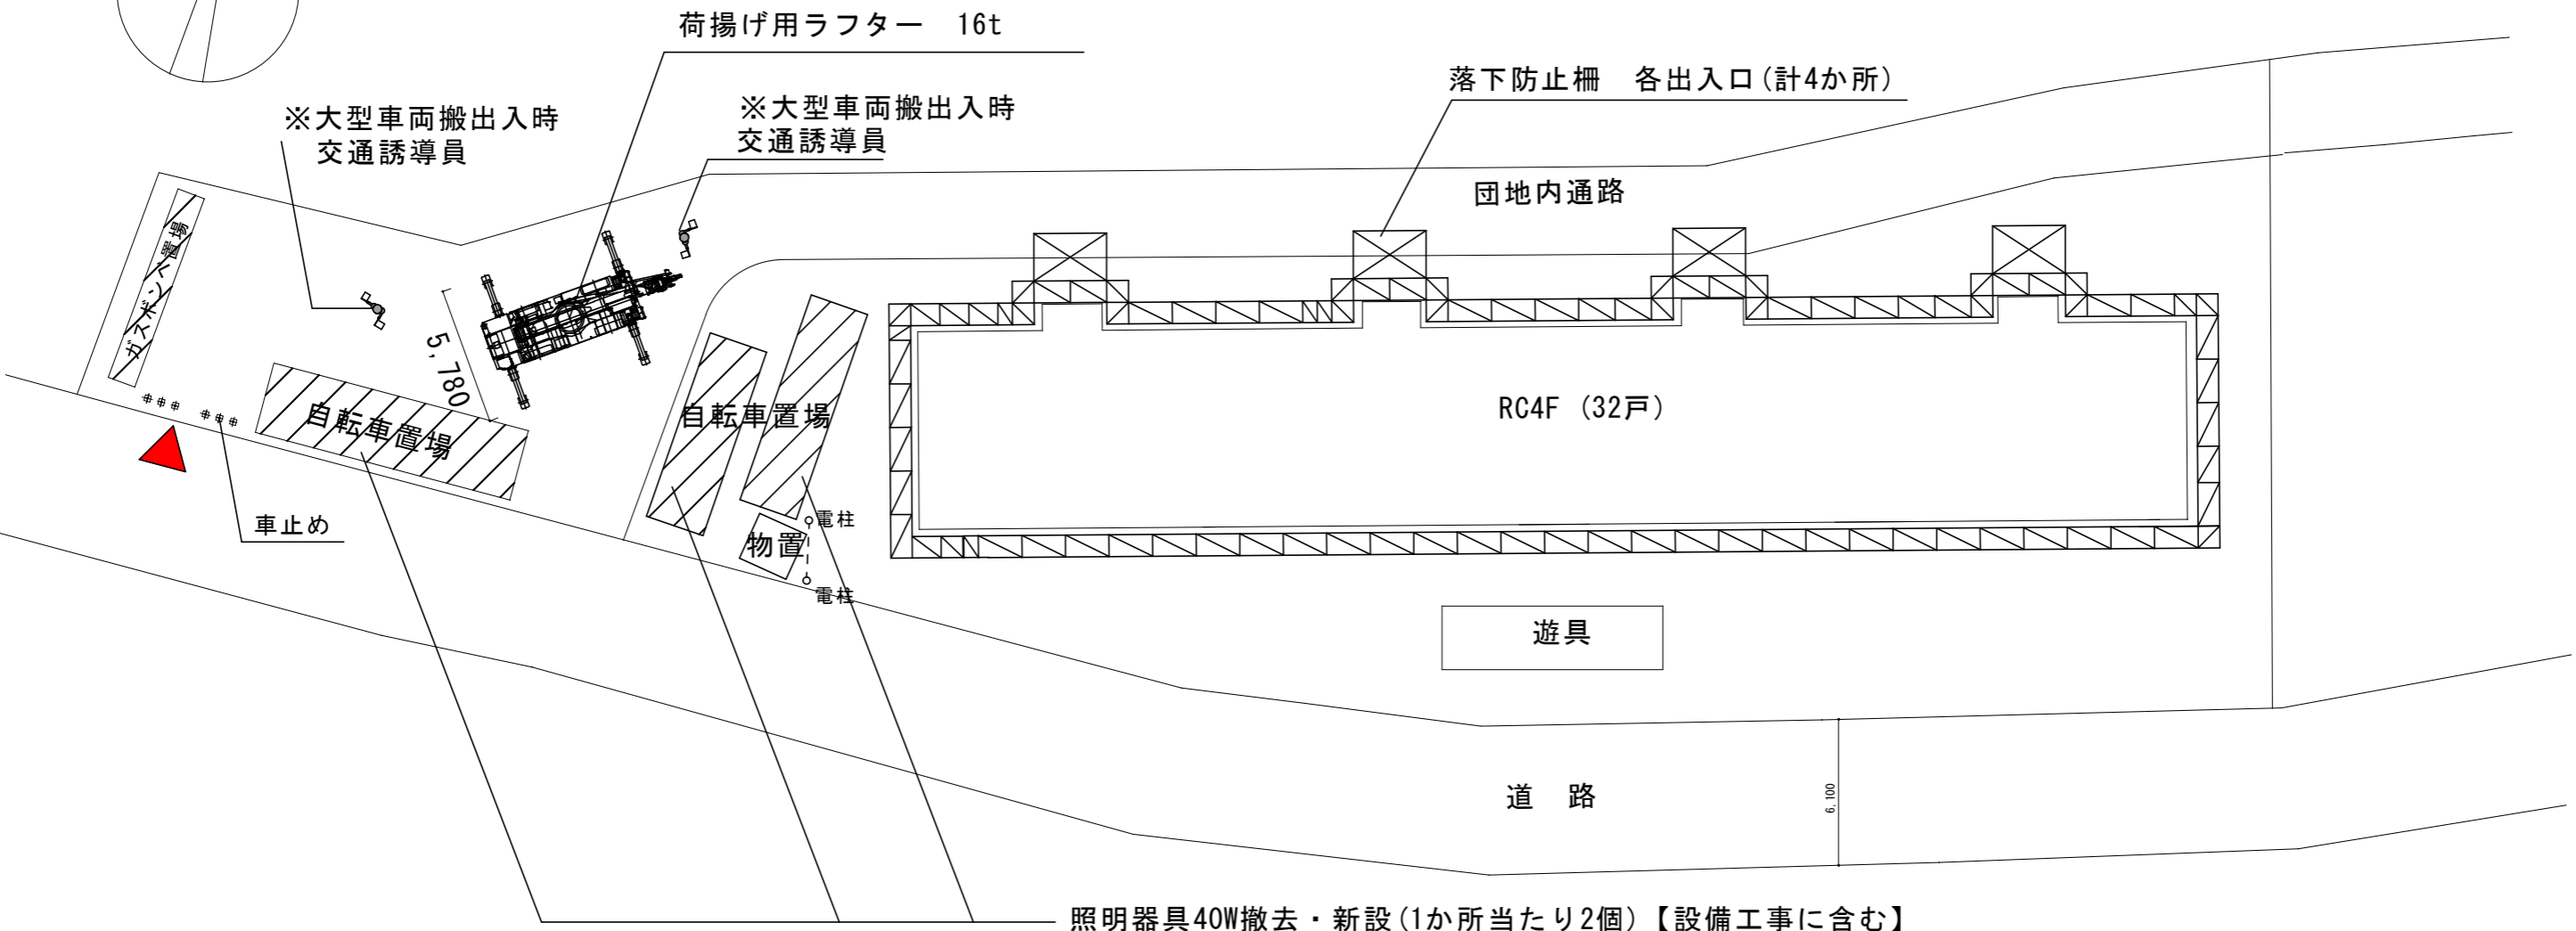 荷揚げ用ラフター　16t
落下防止柵　各出入口(計4か所)
※大型車両搬出入時
交通誘導員
※大型車両搬出入時
交通誘導員
団地内通路
ガスボンベ置場
5,780
自転車置場
自転車置場
RC4F (32戸)
車止め
電柱
物置
電柱
遊具
道　路
6,100
照明器具40W撤去・新設(1か所当たり2個)【設備工事に含む】